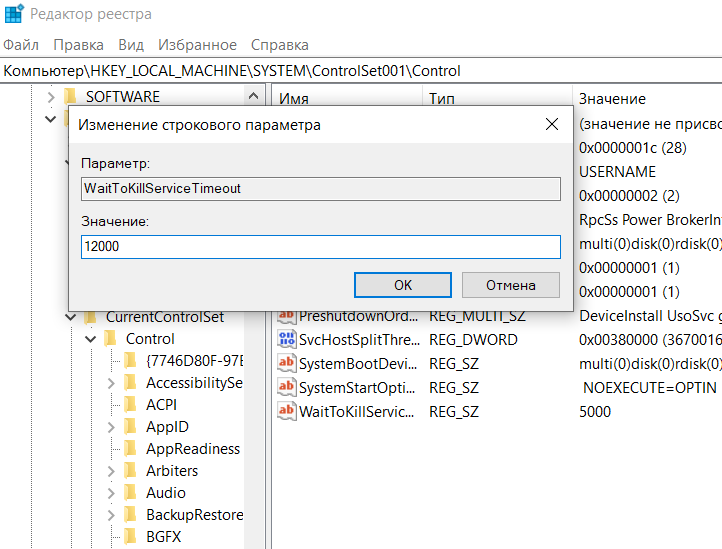 Редактор реестра
Файл Правка Вид Избранное Справка
Компьютер\HKEY_LOCAL_MACHINE\SYSTEM\ControlSet001\Control
SOFTWARE
Имя Тип Значение
(значение не присво
0x0000001c (28)
USERNAME
0x00000002 (2)
RpcSs Power BrokerInf
multi(0)disk(0)rdisk(0)
0x00000001 (1)
0x00000001 (1)
Изменение строкового параметра
Параметр:
WaitToKillServiceTimeout
Значение:
12000
OK Отмена
CurrentControlSet
Control
{7746D80F-97E
AccessibilitySe
ACPI
AppID
AppReadiness
Arbiters
Audio
BackupRestore
BGFX
PreshutdownOrd... REG_MULTI_SZ DeviceInstall UsoSvc g
SvcHostSplitThre... REG_DWORD 0x00380000 (3670016
SystemBootDevi... REG_SZ multi(0)disk(0)rdisk(0)
SystemStartOpti... REG_SZ NOEXECUTE=OPTIN
WaitToKillServic... REG_SZ 5000